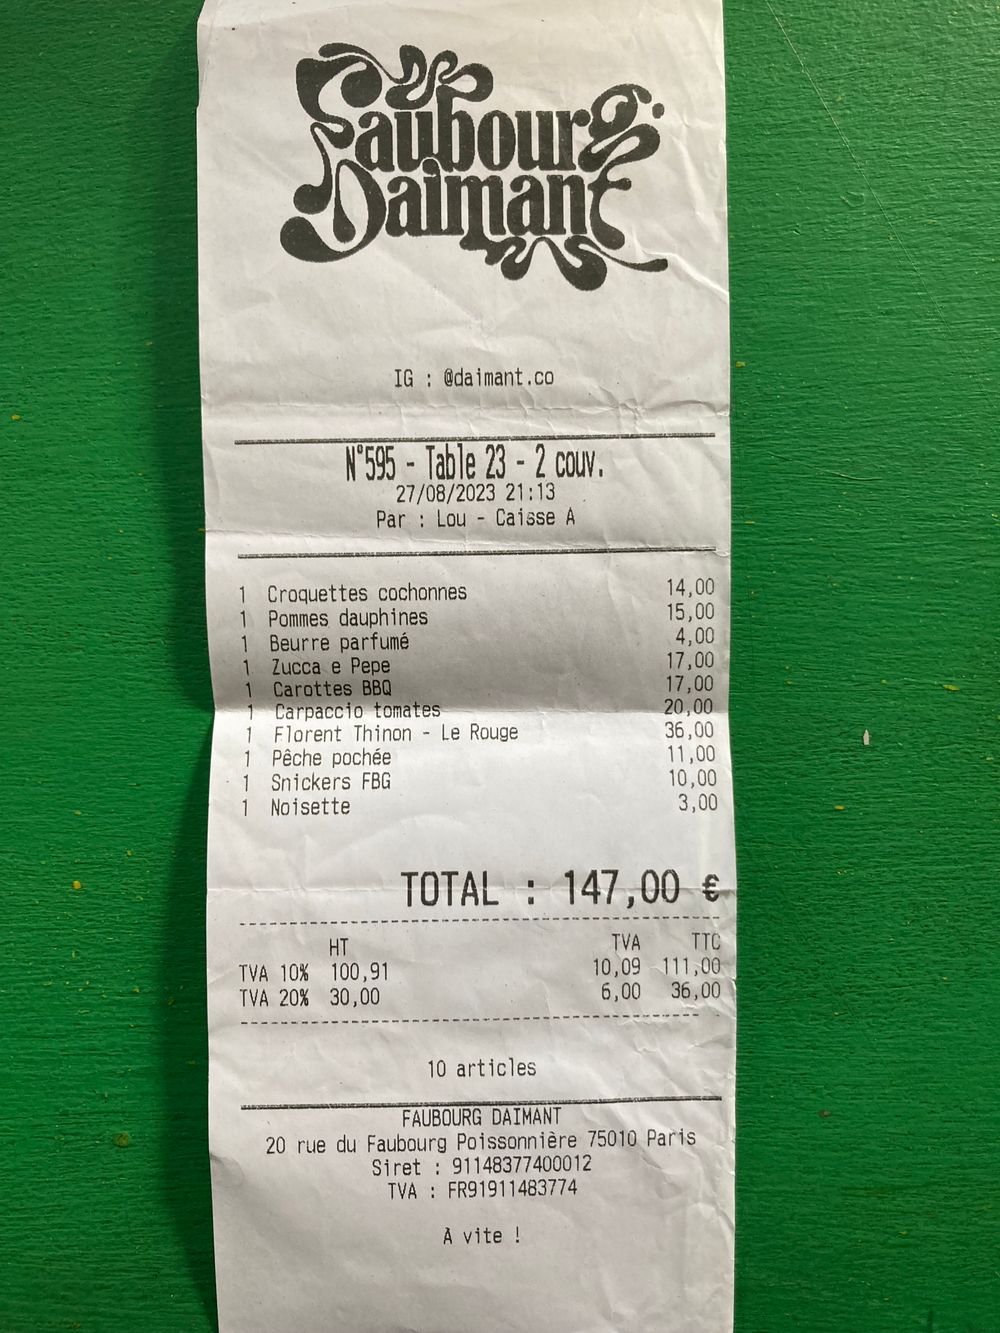 Faubourg
Daimant
IG : @daimant.co
N°595 - Table 23 - 2 couv.
27/08/2023 21:13
Par : Lou - Caisse A
1 Croquettes cochonnes 14,00
1 Pommes dauphines 15,00
1 Beurre parfumé 4,00
1 Zucca e Pepe 17,00
1 Carottes BBQ 17,00
1 Carpaccio tomates 20,00
1 Florent Thinon - Le Rouge 36,00
1 Pêche pochée 11,00
1 Snickers FBG 10,00
1 Noisette 3,00
TOTAL : 147,00 €
HT TVA TTC
TVA 10% 100,91 10,09 111,00
TVA 20% 30,00 6,00 36,00
10 articles
FAUBOURG DAIMANT
20 rue du Faubourg Poissonnière 75010 Paris
Siret : 91148377400012
TVA : FR91911483774
À vite !